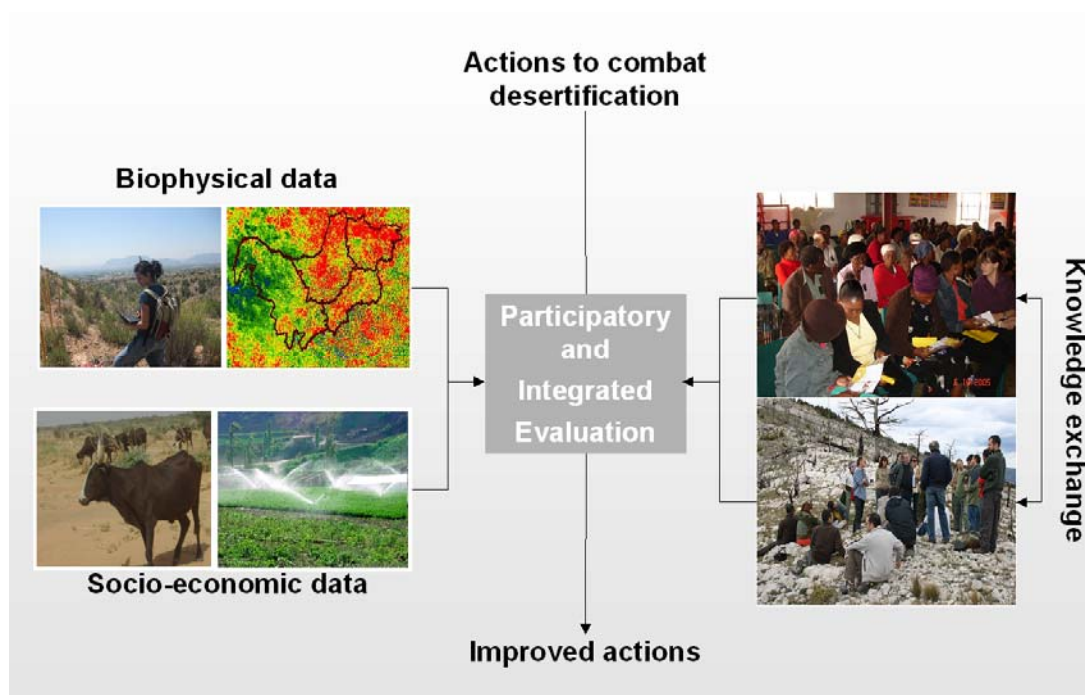 Actions to combat
desertification
Biophysical data
Participatory
and
Integrated
Evaluation
Knowledge exchange
Socio-economic data
Improved actions